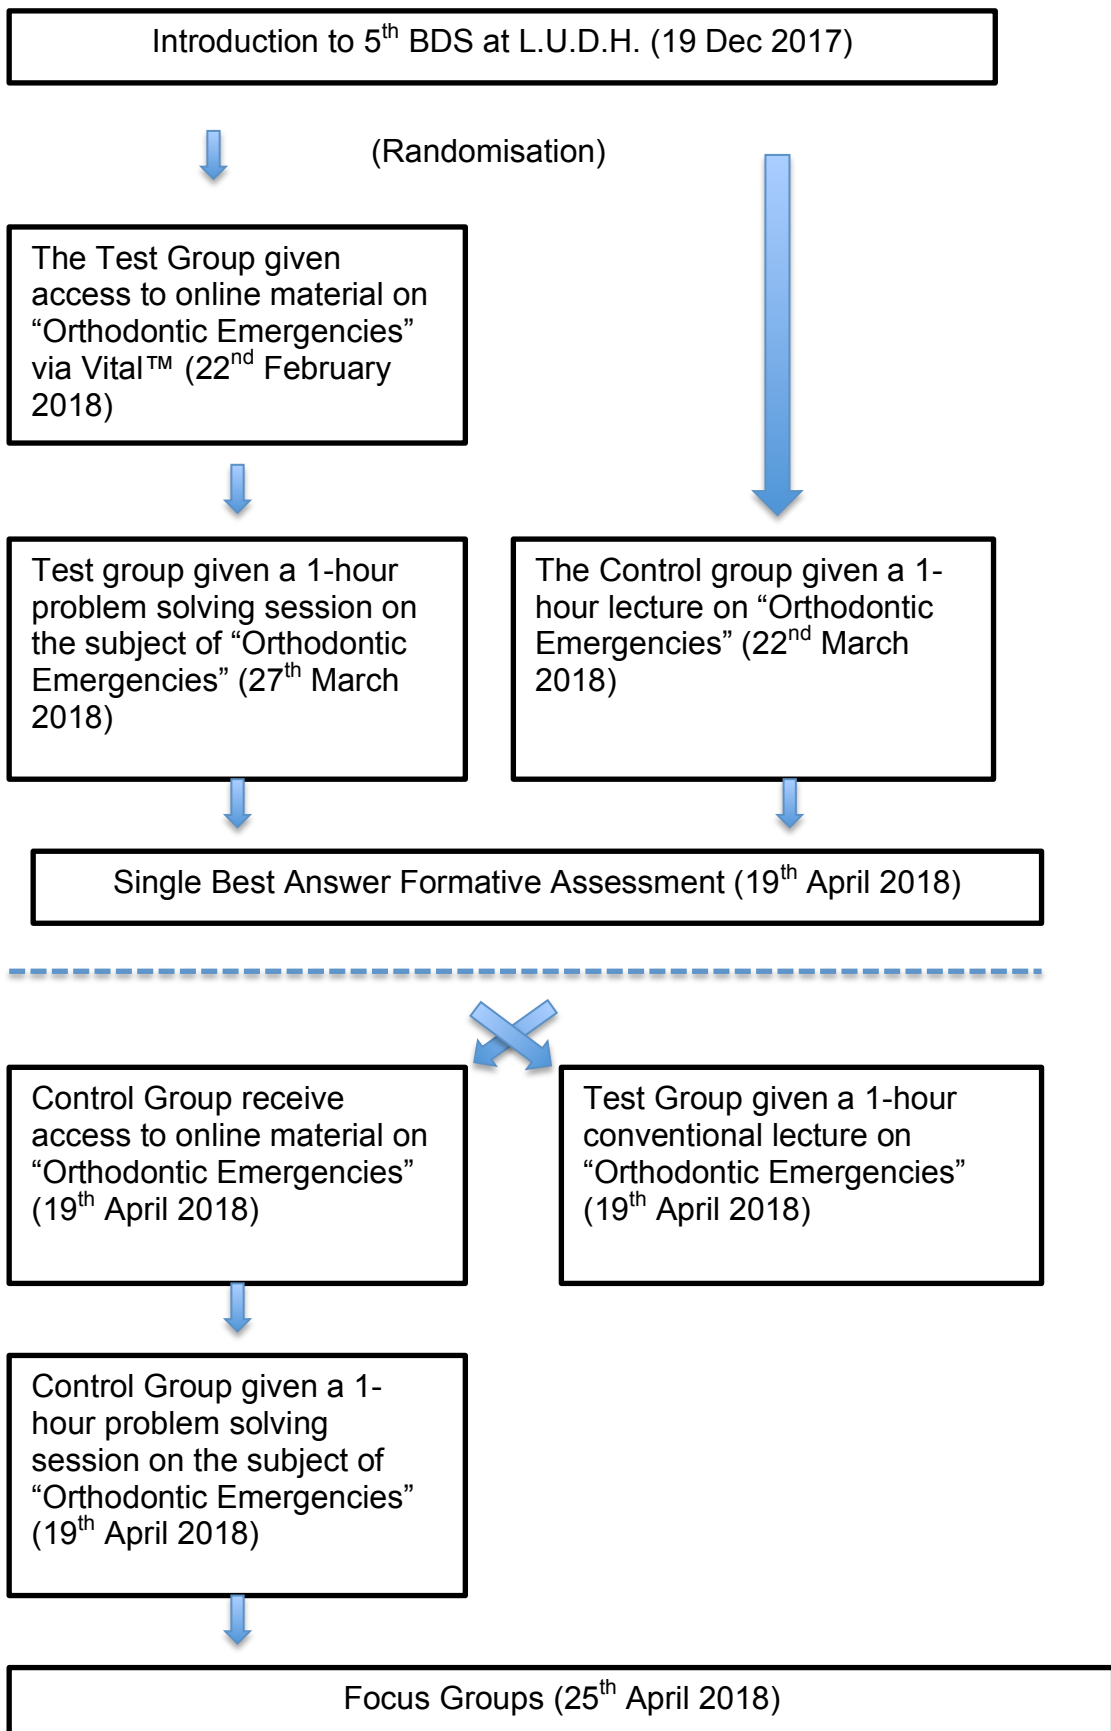 Introduction to 5th BDS at L.U.D.H. (19 Dec 2017)
(Randomisation)
The Test Group given
access to online material on
“Orthodontic Emergencies”
via Vital™ (22nd February
2018)
Test group given a 1-hour
problem solving session on
the subject of “Orthodontic
Emergencies” (27th March
2018)
The Control group given a 1-
hour lecture on “Orthodontic
Emergencies” (22nd March
2018)
Single Best Answer Formative Assessment (19th April 2018)
Control Group receive
access to online material on
“Orthodontic Emergencies”
(19th April 2018)
Test Group given a 1-hour
conventional lecture on
“Orthodontic Emergencies”
(19th April 2018)
Control Group given a 1-
hour problem solving
session on the subject of
“Orthodontic Emergencies”
(19th April 2018)
Focus Groups (25th April 2018)